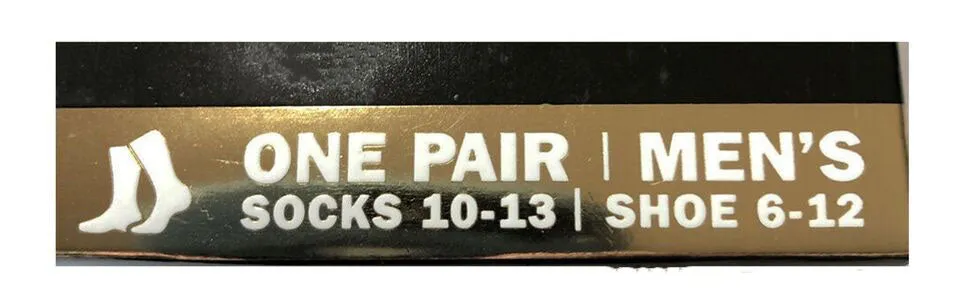 ONE PAIR | MEN'S
SOCKS 10-13 | SHOE 6-12